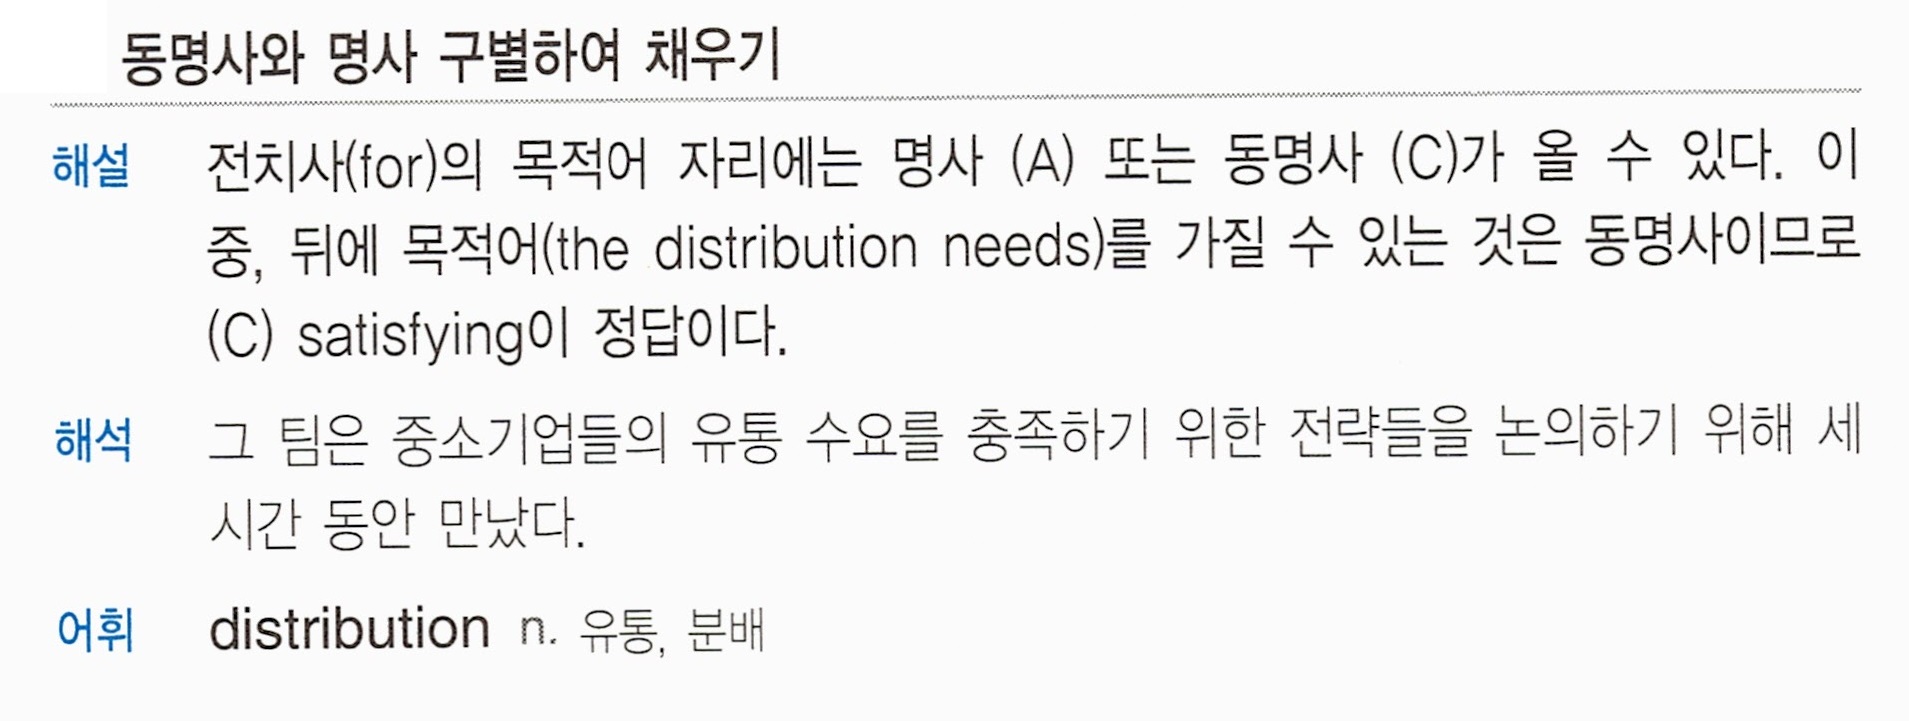 동명사와 명사 구별하여 채우기
해설 전치사(for)의 목적어 자리에는 명사 (A) 또는 동명사 (C)가 올 수 있다. 이
중, 뒤에 목적어(the distribution needs)를 가질 수 있는 것은 동명사이므로
(C) satisfying이 정답이다.
해석 그 팀은 중소기업들의 유통 수요를 충족하기 위한 전략들을 논의하기 위해 세
시간 동안 만났다.
어휘 distribution n. 유통, 분배